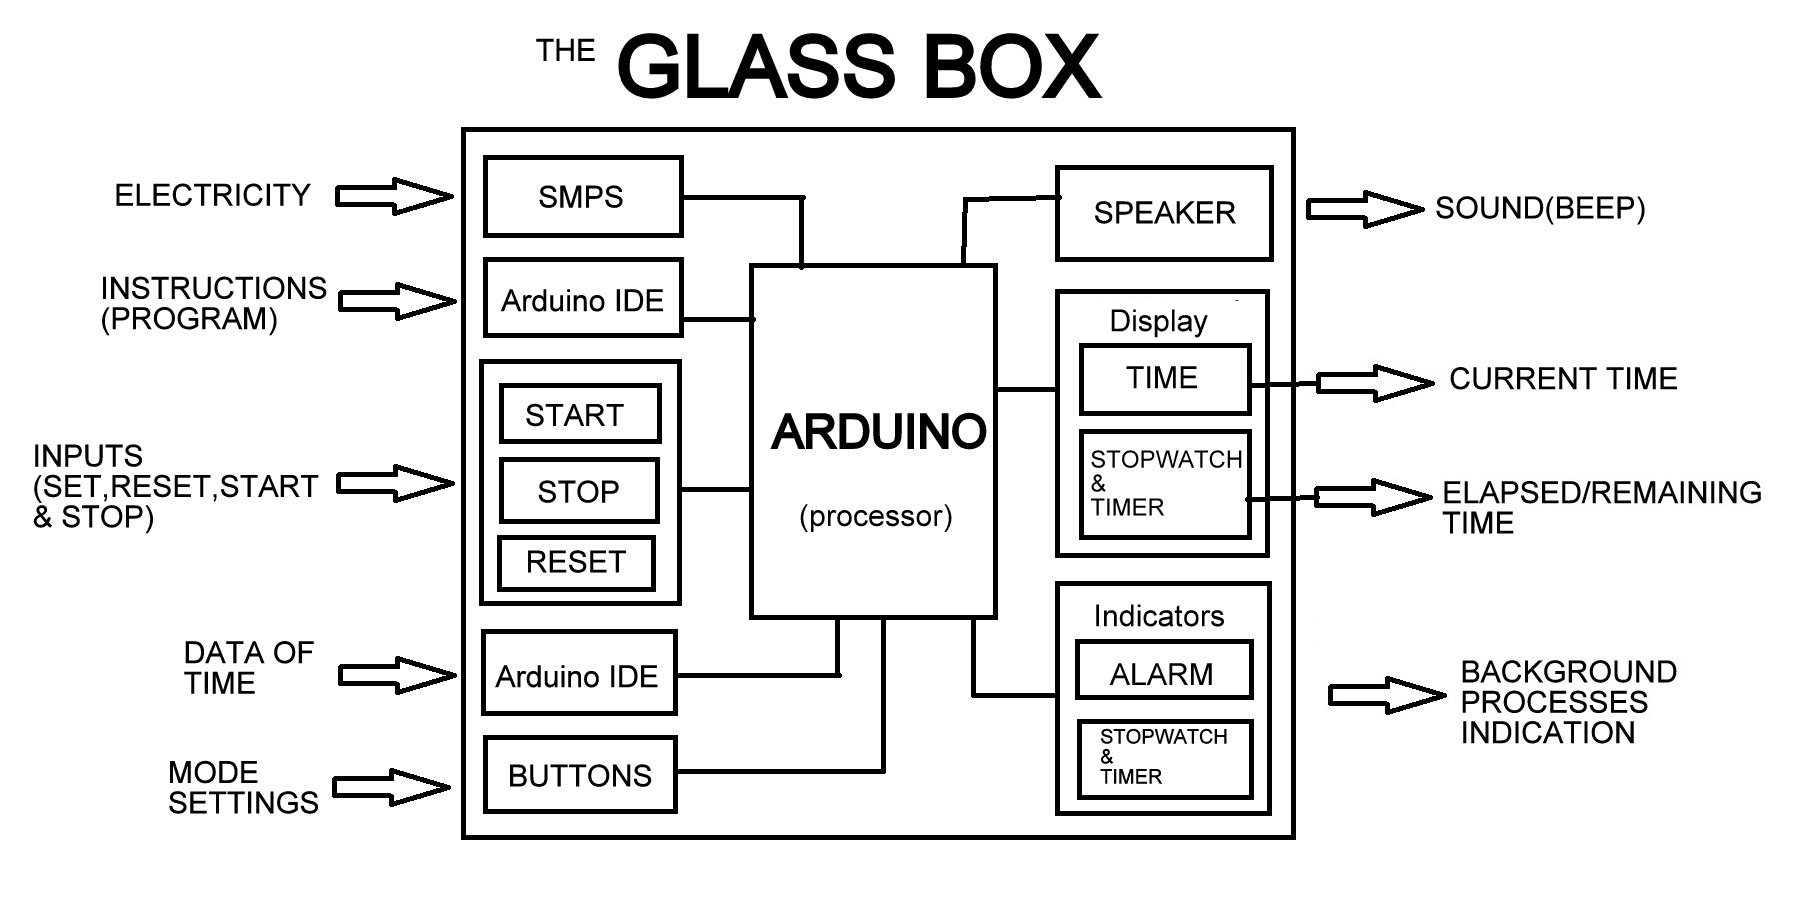 THE GLASS BOX
ELECTRICITY
SMPS
SPEAKER
SOUND(BEEP)
INSTRUCTIONS
(PROGRAM)
Arduino IDE
INPUTS
(SET,RESET,START
& STOP)
START
STOP
RESET
ARDUINO
(processor)
Display
TIME
CURRENT TIME
STOPWATCH
&
TIMER
ELAPSED/REMAINING
TIME
DATA OF
TIME
Arduino IDE
MODE
SETTINGS
BUTTONS
Indicators
ALARM
STOPWATCH
&
TIMER
BACKGROUND
PROCESSES
INDICATION